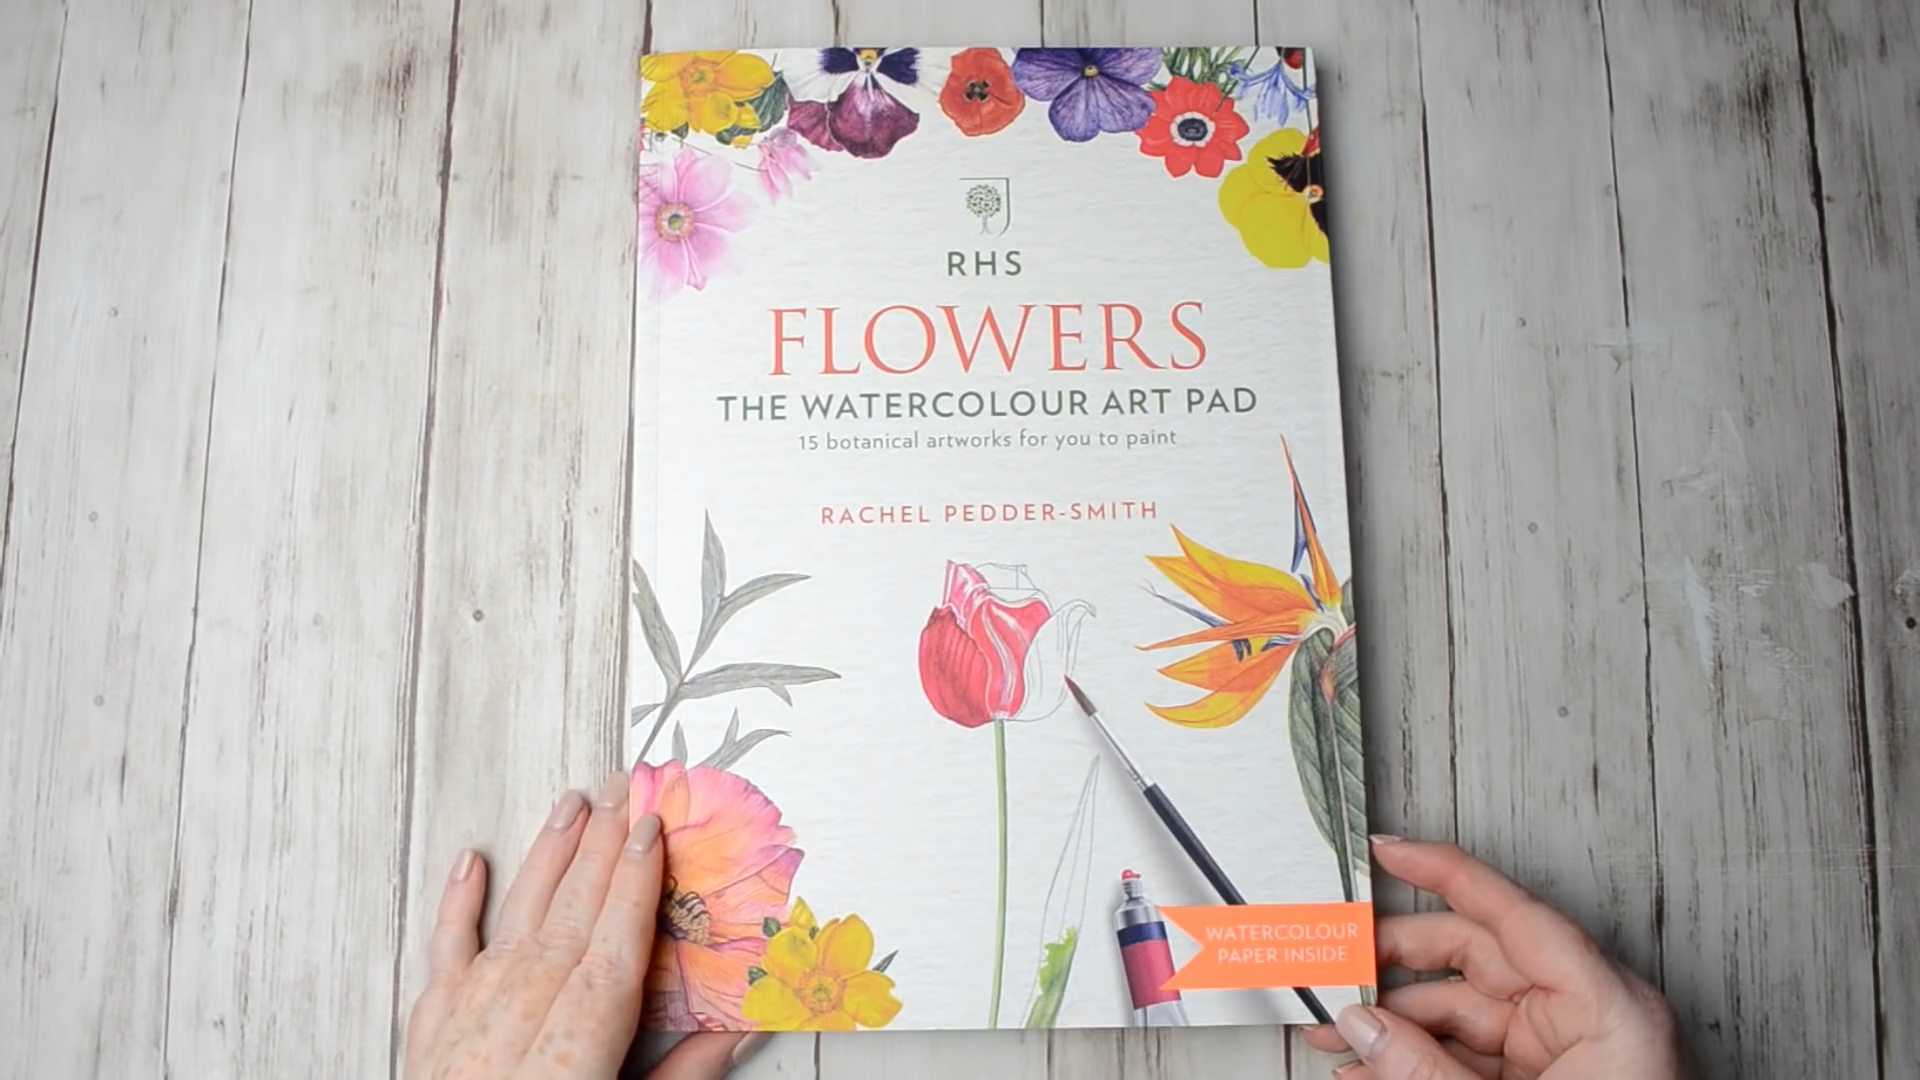 RHS
FLOWERS
THE WATERCOLOUR ART PAD
15 botanical artworks for you to paint
RACHEL PEDDER-SMITH
WATERCOLOUR
PAPER INSIDE